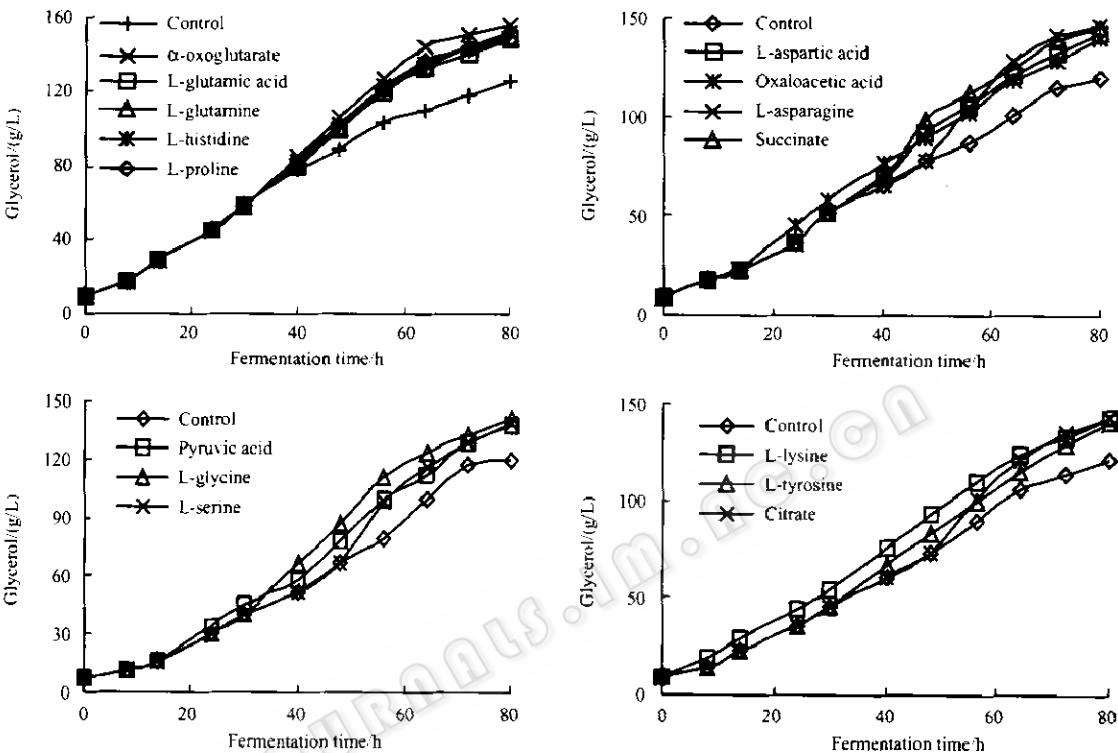 160
120
80
40
0
Glycerol/(g/L)
Control
α-oxoglutarate
L-glutamic acid
L-glutamine
L-histidine
L-proline
0 20 40 60 80
Fermentation time/h
150
100
50
0
Glycerol/(g/L)
Control
L-aspartic acid
Oxaloacetic acid
L-asparagine
Succinate
0 20 40 60 80
Fermentation time/h
150
120
90
60
30
0
Glycerol/(g/L)
Control
Pyruvic acid
L-glycine
L-serine
0 20 40 60 80
Fermentation time/h
150
100
50
0
Glycerol/(g/L)
Control
L-lysine
L-tyrosine
Citrate
0 20 40 60 80
Fermentation time/h